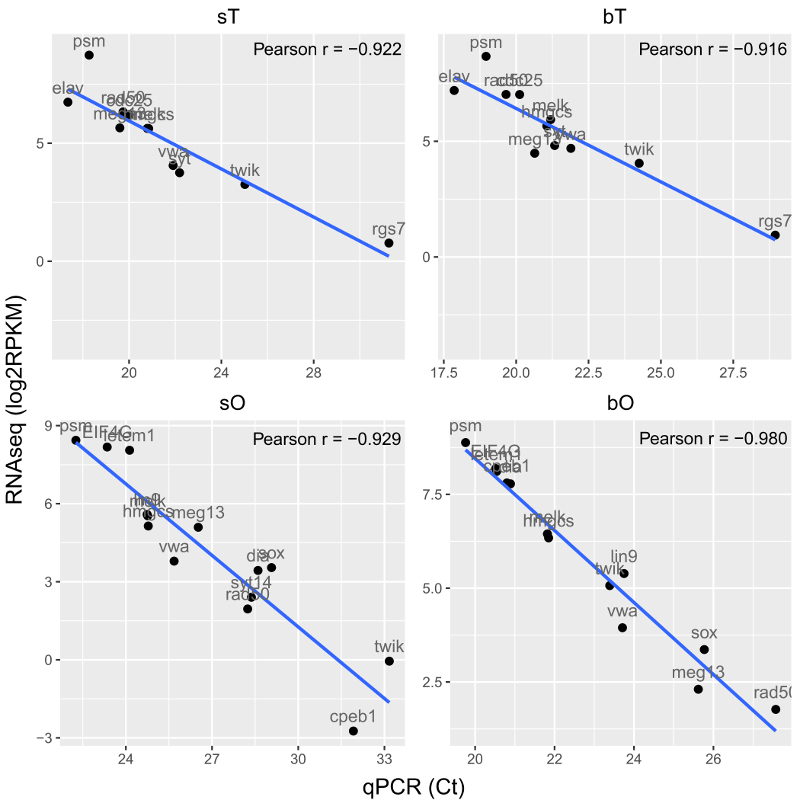 sT
psm
Pearson r = −0.922
elav
rad50
cdc25
vwa
syt
twik
rgs7
5
0
20
24
28
bT
psm
Pearson r = −0.916
elav
rad50
cdc25
melk
hmgcs
meg13
vwa
twik
rgs7
5
0
17.5
20.0
22.5
25.0
27.5
RNAseq (log2RPKM)
sO
psm
EIF4G
letem1
Pearson r = −0.929
lin9
melk
hmgcs
meg13
vwa
dia
sox
syt14
rad50
twik
cpeb1
9
6
3
0
−3
24
27
30
33
bO
psm
Pearson r = −0.980
EIF4G
letem1
cpeb1
melk
hmgcs
lin9
twik
vwa
sox
meg13
rad50
7.5
5.0
2.5
20
22
24
26
qPCR (Ct)